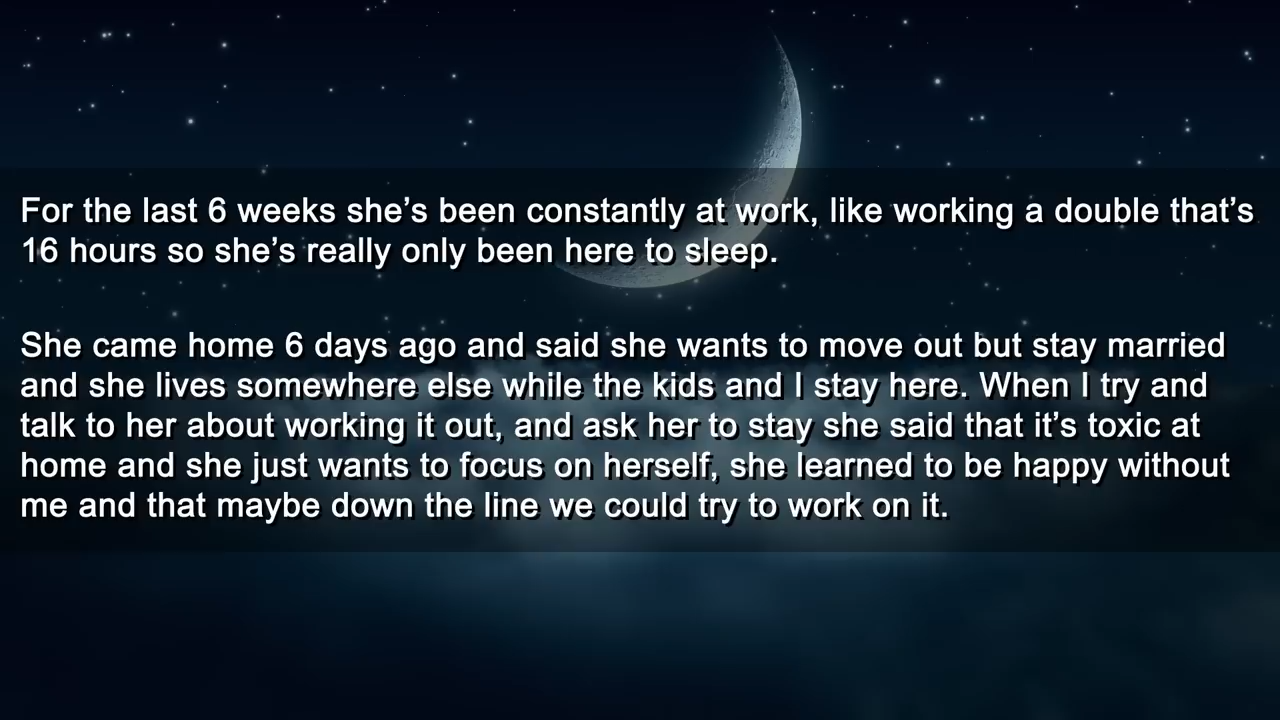 For the last 6 weeks she’s been constantly at work, like working a double that’s
16 hours so she’s really only been here to sleep.
She came home 6 days ago and said she wants to move out but stay married
and she lives somewhere else while the kids and I stay here. When I try and
talk to her about working it out, and ask her to stay she said that it’s toxic at
home and she just wants to focus on herself, she learned to be happy without
me and that maybe down the line we could try to work on it.